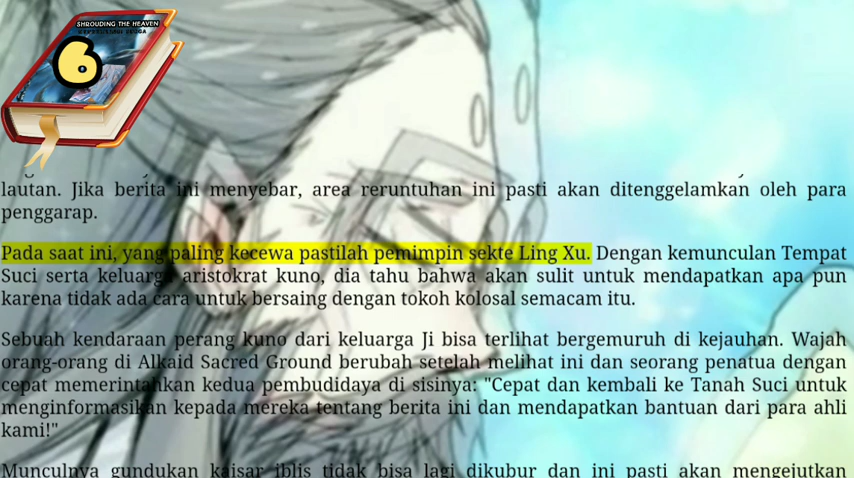 SHROUDING THE HEAVEN
6
lautan. Jika berita ini menyebar, area reruntuhan ini pasti akan ditenggelamkan oleh para
penggarap.
Pada saat ini, yang paling kecewa pastilah pemimpin sekte Ling Xu. Dengan kemunculan Tempat
Suci serta keluarga aristokrat kuno, dia tahu bahwa akan sulit untuk mendapatkan apa pun
karena tidak ada cara untuk bersaing dengan tokoh kolosal semacam itu.
Sebuah kendaraan perang kuno dari keluarga Ji bisa terlihat bergemuruh di kejauhan. Wajah
orang-orang di Alkaid Sacred Ground berubah setelah melihat ini dan seorang penatua dengan
cepat memerintahkan kedua pembudidaya di sisinya: "Cepat dan kembali ke Tanah Suci untuk
menginformasikan kepada mereka tentang berita ini dan mendapatkan bantuan dari para ahli
kami!"
Munculnya gundukan kaisar iblis tidak bisa lagi dikubur dan ini pasti akan mengejutkan